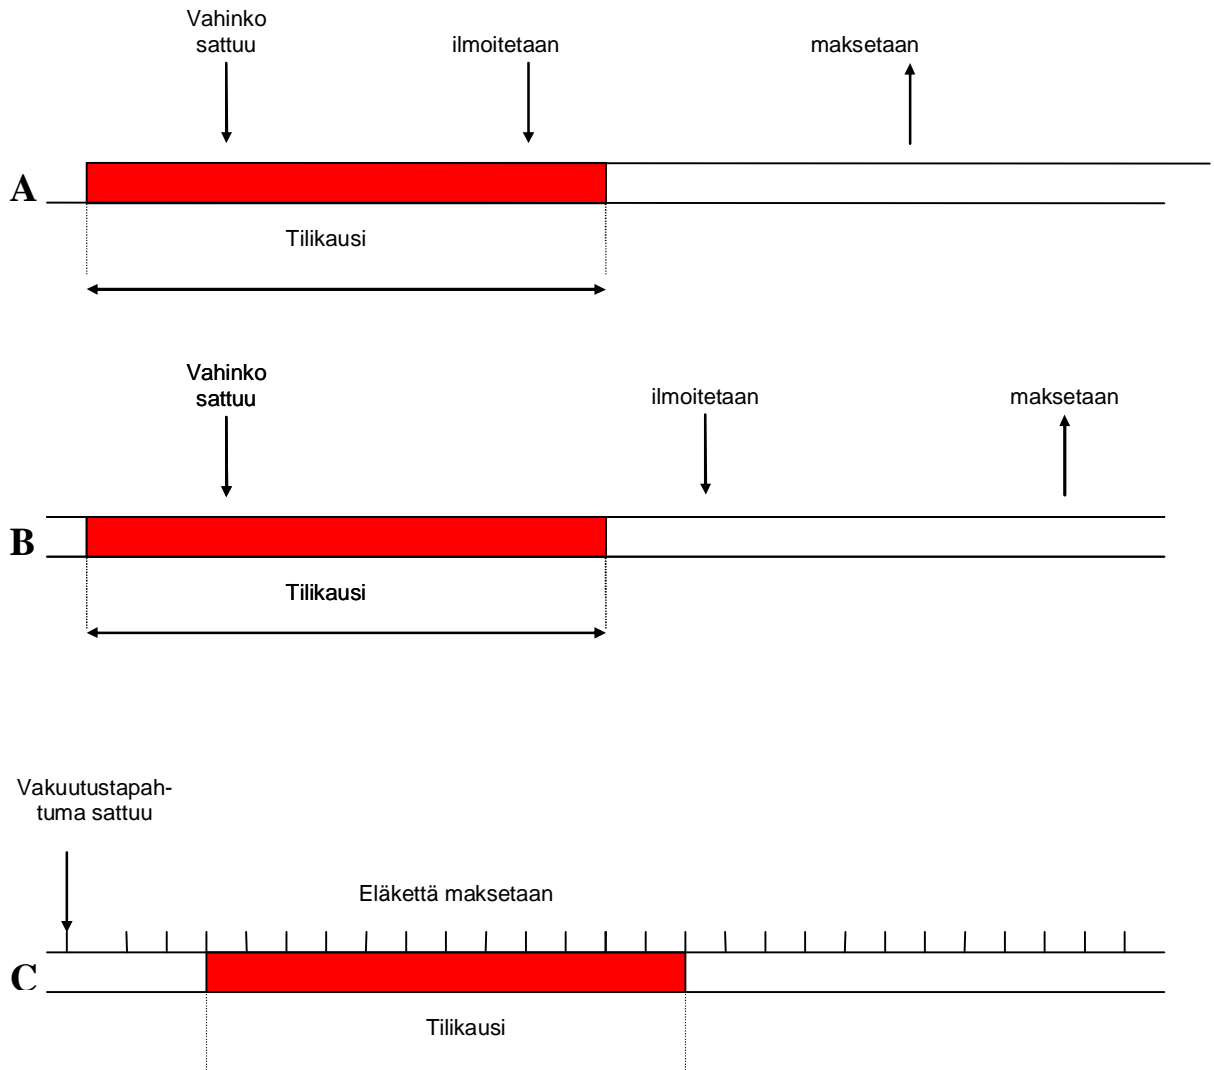 Vahinko
sattuu
ilmoitetaan
maksetaan
A
Tilikausi
Vahinko
sattuu
ilmoitetaan
maksetaan
B
Tilikausi
Vakuutustapah-
tuma sattuu
Eläkettä maksetaan
C
Tilikausi